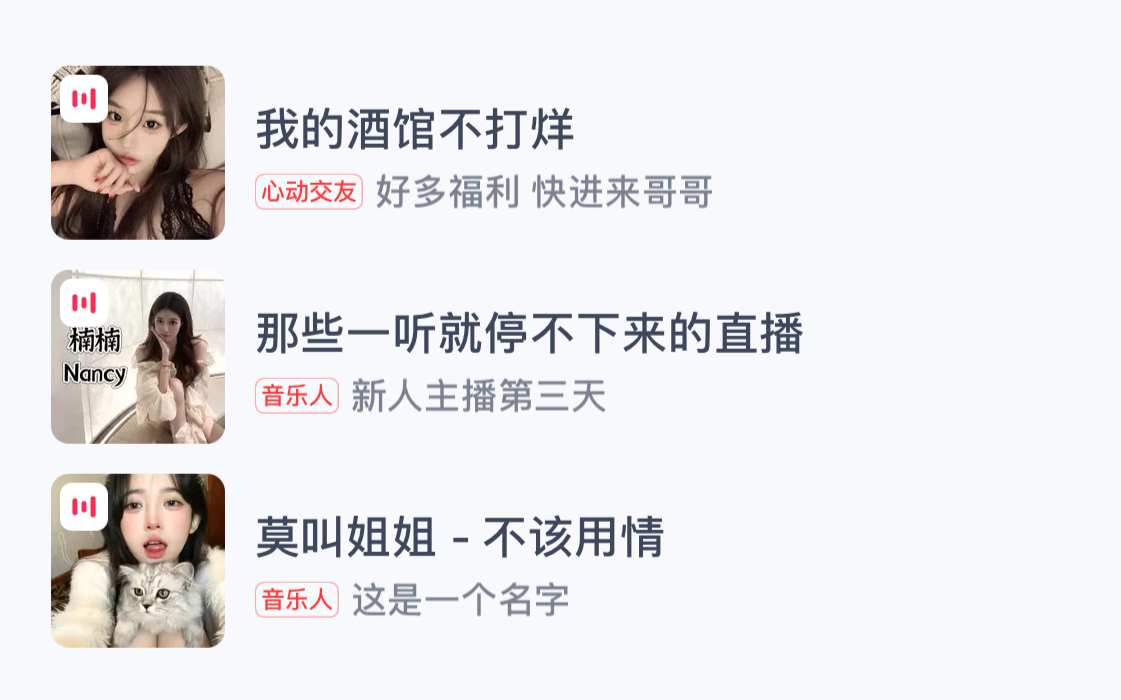 我的酒馆不打烊
心动交友 好多福利 快进来哥哥
楠楠
Nancy
那些一听就停不下来的直播
音乐人 新人主播第三天
莫叫姐姐 - 不该用情
音乐人 这是一个名字